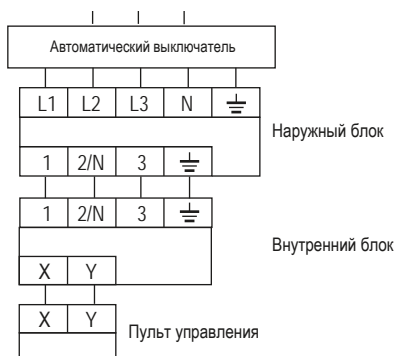 Автоматический выключатель
L1 L2 L3 N
Наружный блок
1 2/N 3
1 2/N 3
Внутренний блок
X Y
X Y
Пульт управления